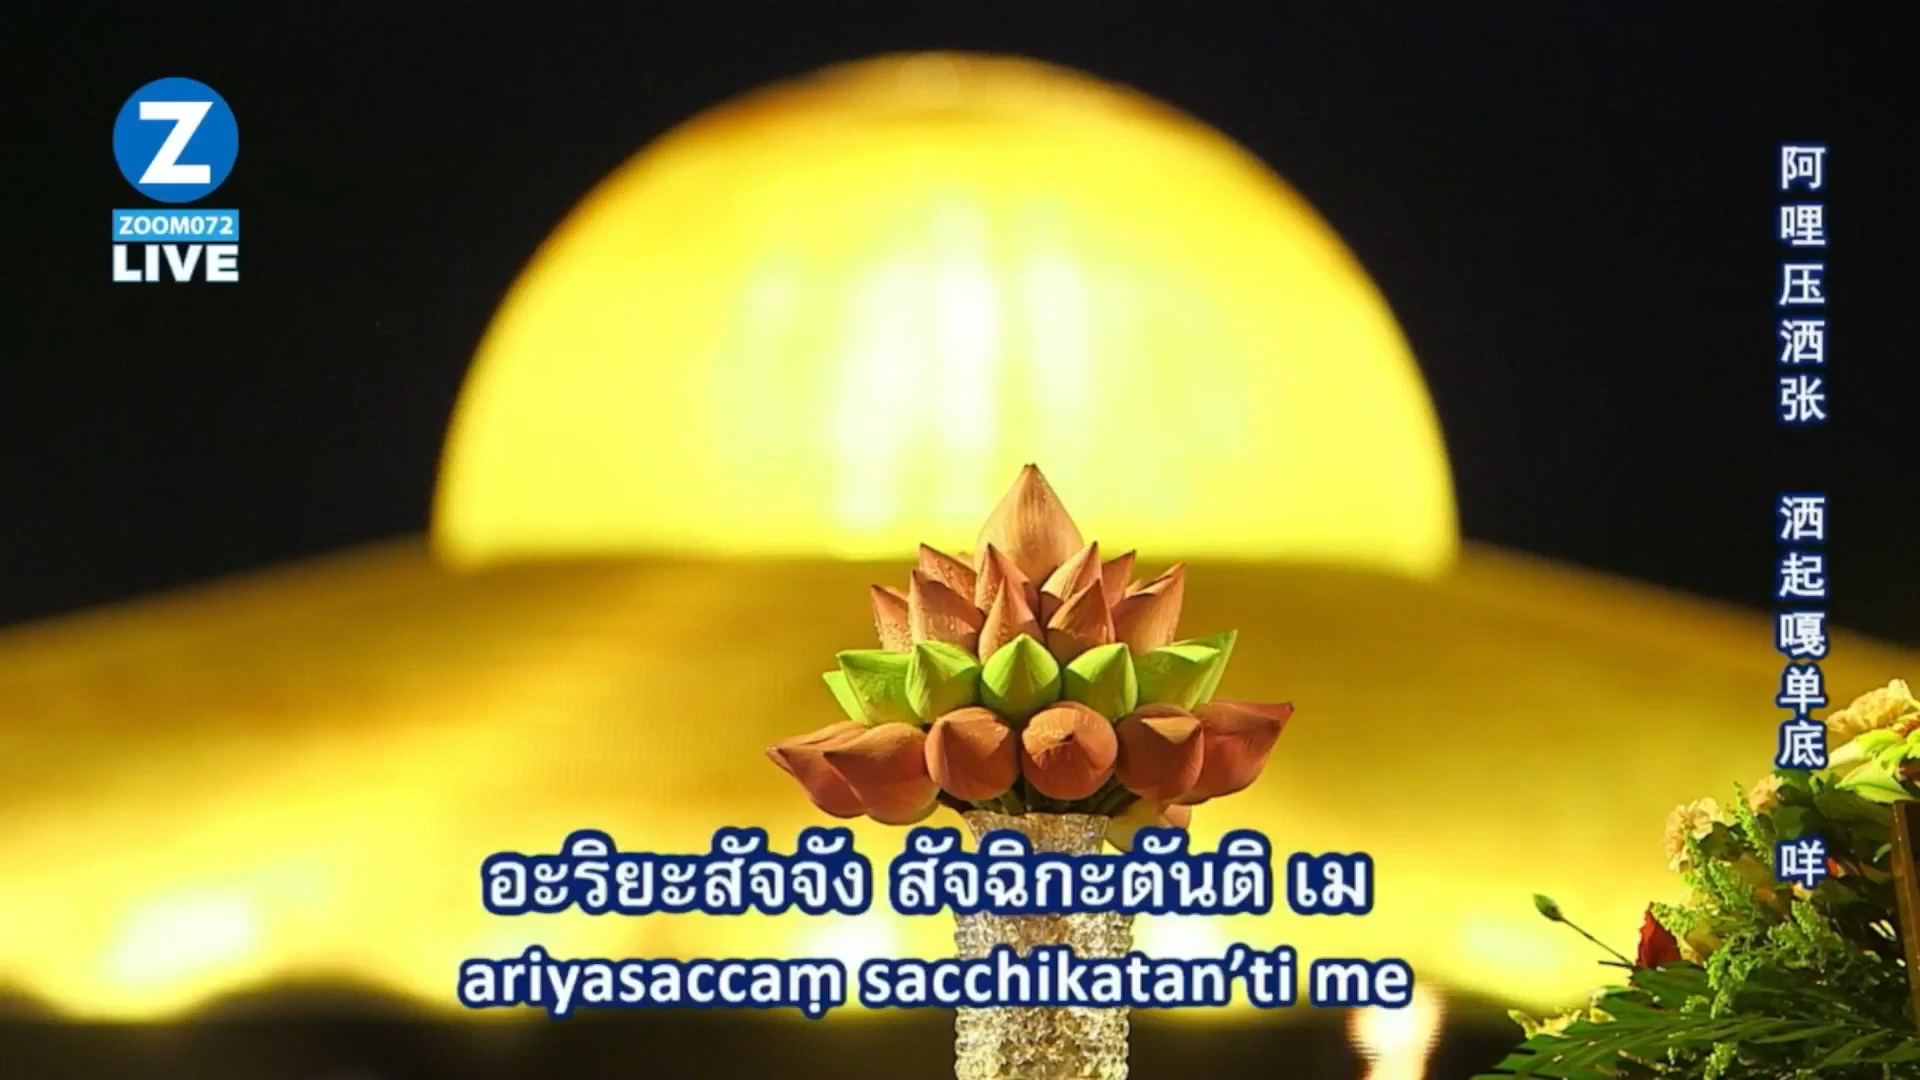 Z
ZOOM072
LIVE
阿哩压洒张 洒起嘎单底 咩
อะริยะสัจจัง สัจฉิกะตันติ เม
ariyasaccaṃ sacchikatan’ti me